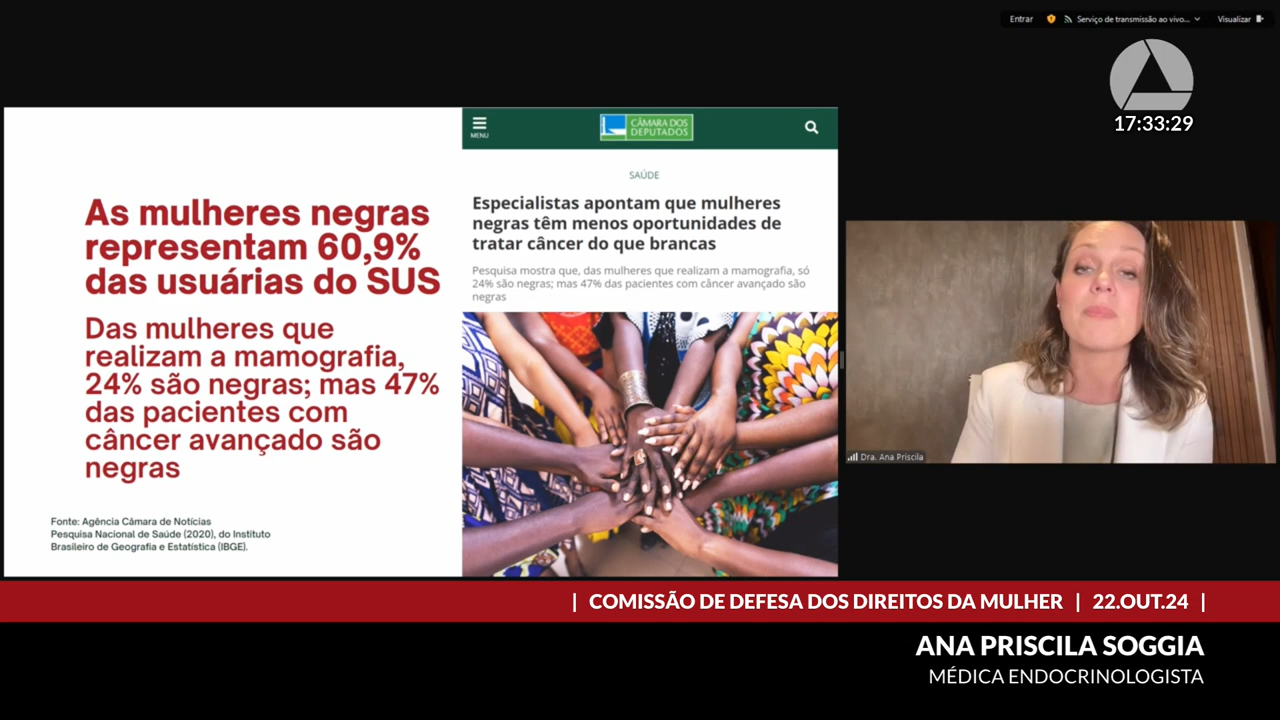 Entrar
Serviço de transmissão ao vivo...
Visualizar
17:33:29
As mulheres negras
representam 60,9%
das usuárias do SUS
Das mulheres que
realizam a mamografia,
24% são negras; mas 47%
das pacientes com
câncer avançado são
negras
Fonte: Agência Câmara de Notícias
Pesquisa Nacional de Saúde (2020), do Instituto
Brasileiro de Geografia e Estatística (IBGE).
MENU
CÂMARA DOS
DEPUTADOS
SAÚDE
Especialistas apontam que mulheres
negras têm menos oportunidades de
tratar câncer do que brancas
Pesquisa mostra que, das mulheres que realizam a mamografia, só
24% são negras; mas 47% das pacientes com câncer avançado são
negras
Dra. Ana Priscila
| COMISSÃO DE DEFESA DOS DIREITOS DA MULHER | 22.OUT.24 |
ANA PRISCILA SOGGIA
MÉDICA ENDOCRINOLOGISTA